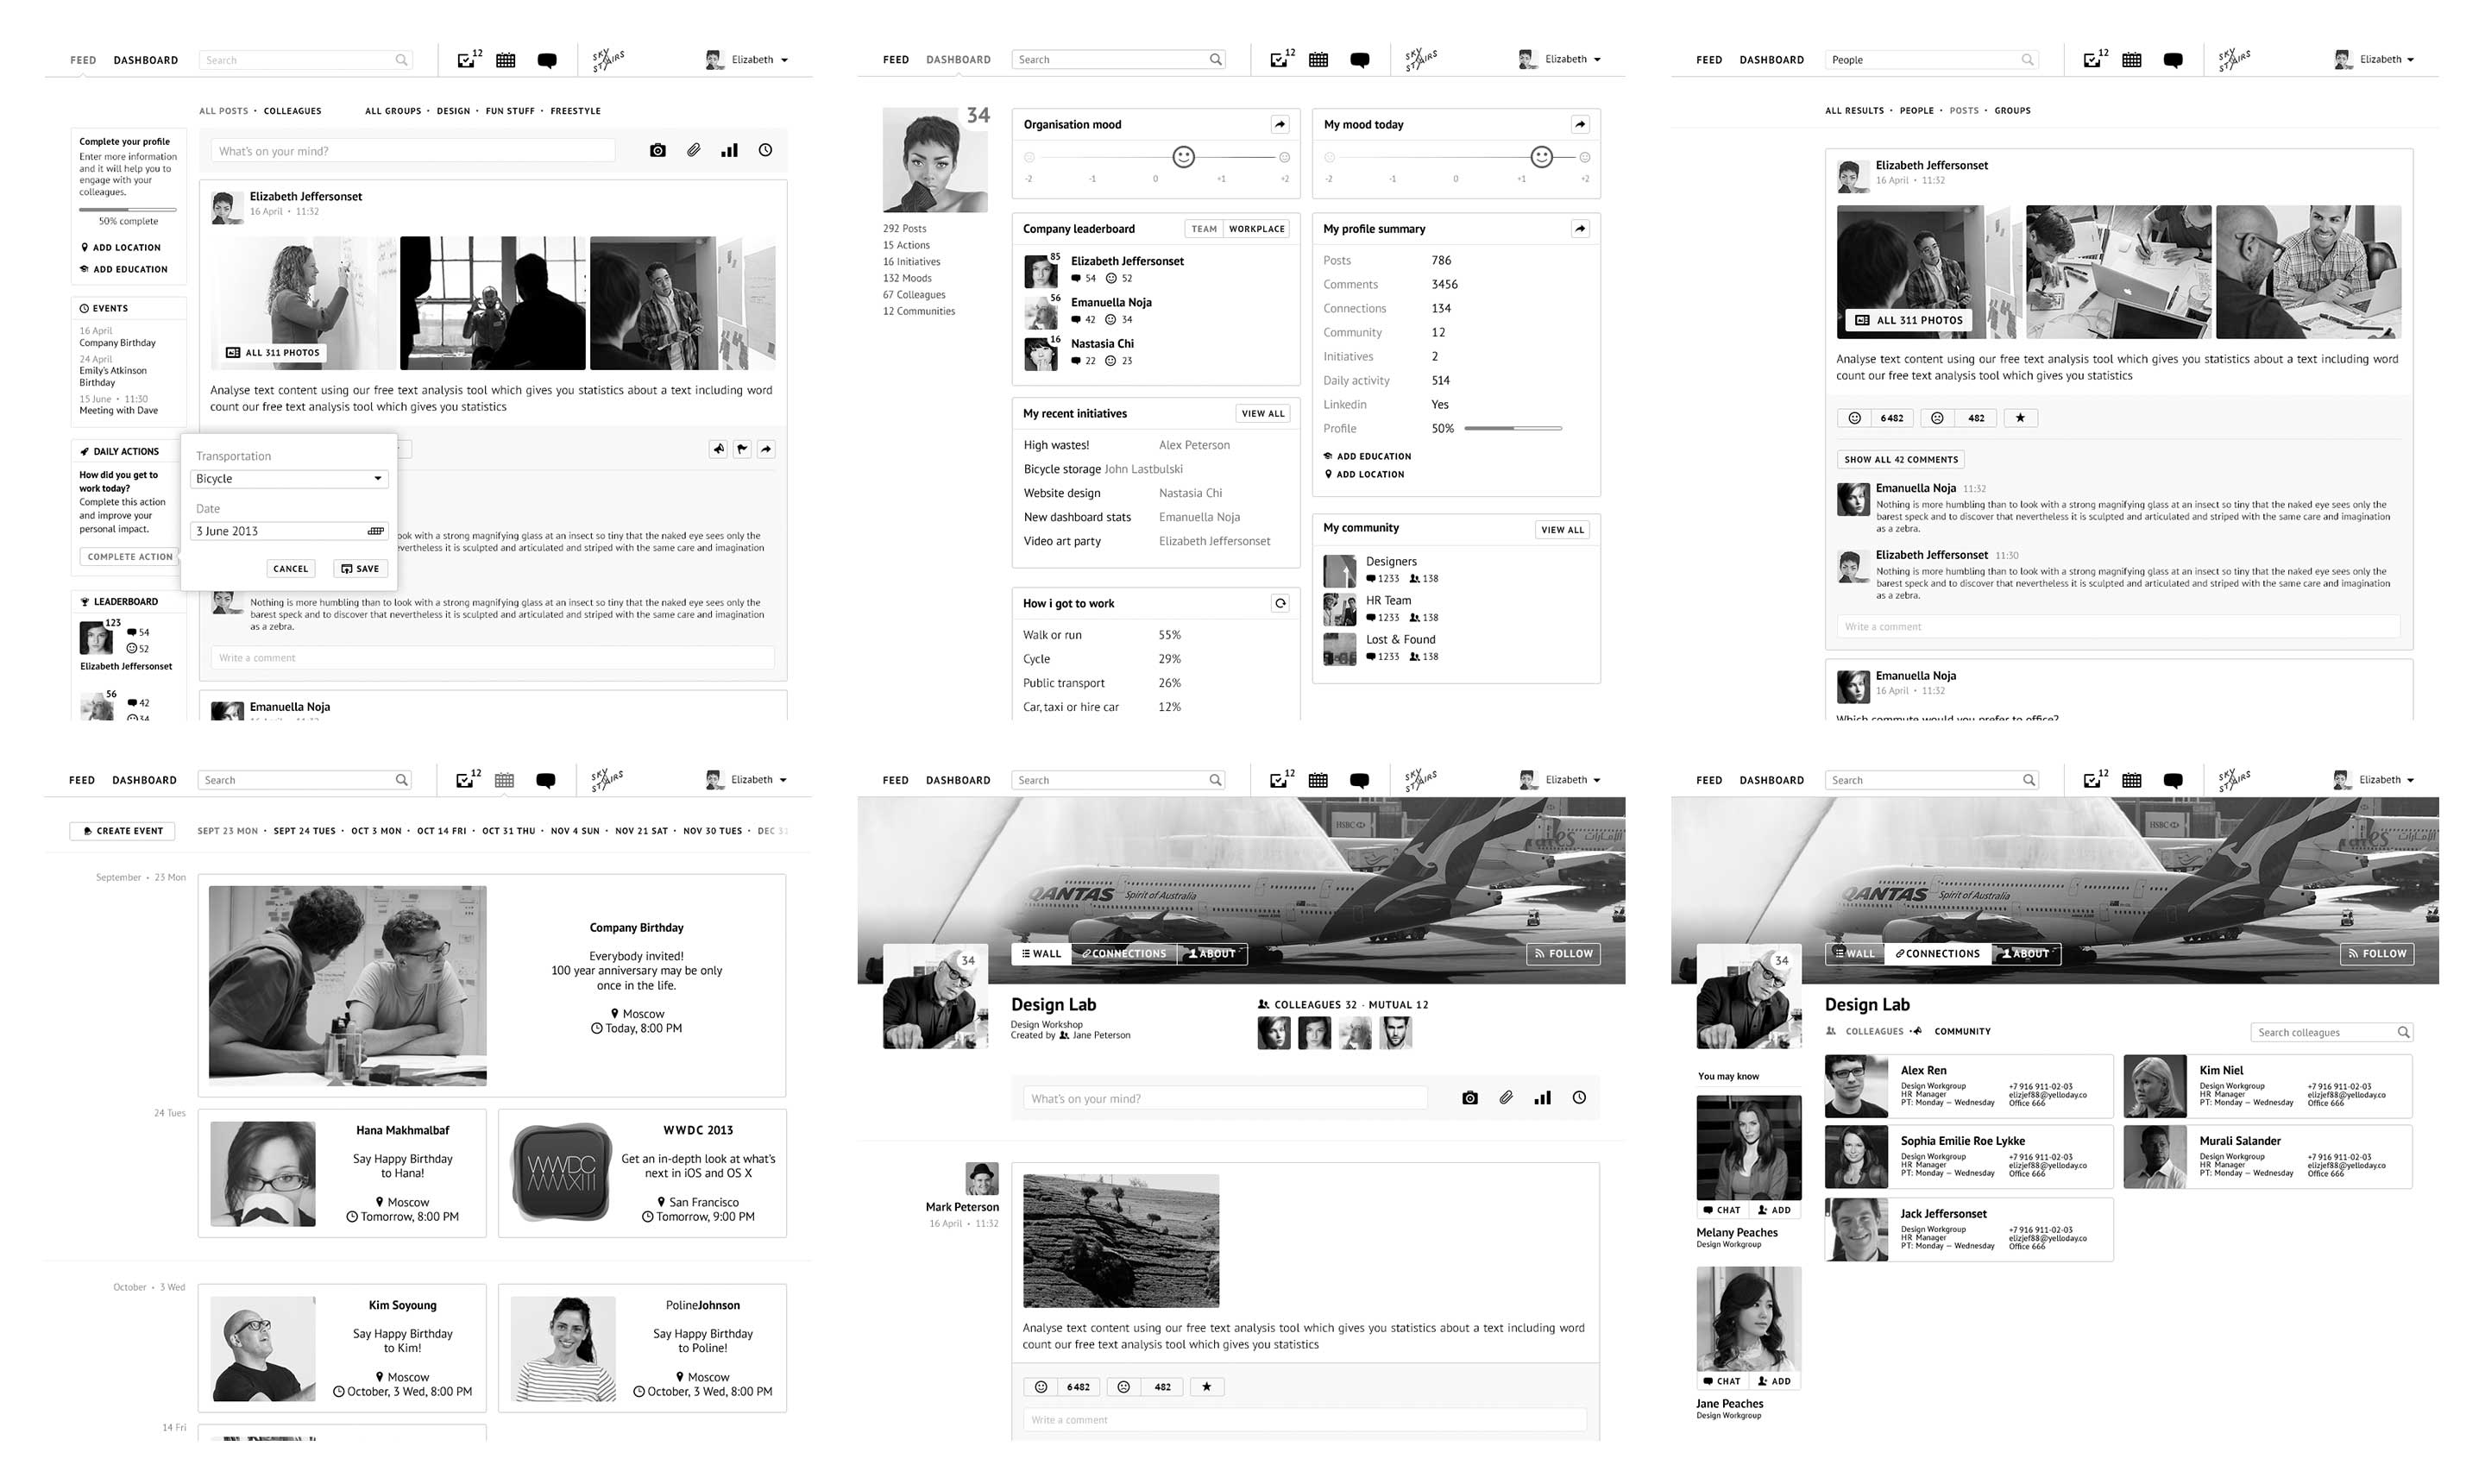 FEED DASHBOARD Search 12 SKY STAIRS Elizabeth
ALL POSTS • COLLEAGUES ALL GROUPS • DESIGN • FUN STUFF • FREESTYLE
Complete your profile
Enter more information
and it will help you to
engage with your
colleagues.
50% complete
ADD LOCATION
ADD EDUCATION
EVENTS
16 April
Company Birthday
24 April
Emily's Atkinson
Birthday
15 June • 11:30
Meeting with Dave
DAILY ACTIONS
How did you get to
work today?
Complete this action
and improve your
personal impact.
COMPLETE ACTION
LEADERBOARD
123
54
52
Elizabeth Jeffersonset
56
42
34
What's on your mind?
Elizabeth Jeffersonset
16 April • 11:32
ALL 311 PHOTOS
Analyse text content using our free text analysis tool which gives you statistics about a text including word
count our free text analysis tool which gives you statistics
Transportation
Bicycle
Date
3 June 2013
CANCEL SAVE
look with a strong magnifying glass at an insect so tiny that the naked eye sees only the
evertheless it is sculpted and articulated and striped with the same care and imagination
Nothing is more humbling than to look with a strong magnifying glass at an insect so tiny that the naked eye sees only the
barest speck and to discover that nevertheless it is sculpted and articulated and striped with the same care and imagination
as a zebra.
Write a comment
Emanuella Noja
FEED DASHBOARD Search 12 SKY STAIRS Elizabeth
34
292 Posts
15 Actions
16 Initiatives
132 Moods
67 Colleagues
12 Communities
Organisation mood
-2 -1 0 +1 +2
Company leaderboard TEAM WORKPLACE
85
Elizabeth Jeffersonset
54 52
56
Emanuella Noja
42 34
16
Nastasia Chi
22 23
My recent initiatives VIEW ALL
High wastes! Alex Peterson
Bicycle storage John Lastbulski
Website design Nastasia Chi
New dashboard stats Emanuella Noja
Video art party Elizabeth Jeffersonset
How i got to work
Walk or run 55%
Cycle 29%
Public transport 26%
Car, taxi or hire car 12%
My mood today
-2 -1 0 +1 +2
My profile summary
Posts 786
Comments 3456
Connections 134
Community 12
Initiatives 2
Daily activity 514
Linkedin Yes
Profile 50%
ADD EDUCATION
ADD LOCATION
My community VIEW ALL
Designers
1233 138
HR Team
1233 138
Lost & Found
1233 138
FEED DASHBOARD People 12 SKY STAIRS Elizabeth
ALL RESULTS • PEOPLE • POSTS • GROUPS
Elizabeth Jeffersonset
16 April • 11:32
ALL 311 PHOTOS
Analyse text content using our free text analysis tool which gives you statistics about a text including word
count our free text analysis tool which gives you statistics
6482 482
SHOW ALL 42 COMMENTS
Emanuella Noja 11:32
Nothing is more humbling than to look with a strong magnifying glass at an insect so tiny that the naked eye sees only the
barest speck and to discover that nevertheless it is sculpted and articulated and striped with the same care and imagination
as a zebra.
Elizabeth Jeffersonset 11:30
Nothing is more humbling than to look with a strong magnifying glass at an insect so tiny that the naked eye sees only the
barest speck and to discover that nevertheless it is sculpted and articulated and striped with the same care and imagination
as a zebra.
Write a comment
Emanuella Noja
16 April • 11:32
Which commute would you prefer to office?
FEED DASHBOARD Search 12 SKY STAIRS Elizabeth
CREATE EVENT SEPT 23 MON • SEPT 24 TUES • OCT 3 MON • OCT 14 FRI • OCT 31 THU • NOV 4 SUN • NOV 21 SAT • NOV 30 TUES • DEC 31
September • 23 Mon
Company Birthday
Everybody invited!
100 year anniversary may be only
once in the life.
Moscow
Today, 8:00 PM
24 Tues
Hana Makhmalbaf
Say Happy Birthday
to Hana!
Moscow
Tomorrow, 8:00 PM
WWDC
MMXIII
WWDC 2013
Get an in-depth look at what's
next in iOS and OS X
San Francisco
Tomorrow, 9:00 PM
October • 3 Wed
Kim Soyoung
Say Happy Birthday
to Kim!
Moscow
October, 3 Wed, 8:00 PM
PolineJohnson
Say Happy Birthday
to Poline!
Moscow
October, 3 Wed, 8:00 PM
14 Fri
FEED DASHBOARD Search 12 SKY STAIRS Elizabeth
HSBC
QANTAS Spirit of Australia
34
WALL CONNECTIONS ABOUT FOLLOW
Design Lab
Design Workshop
Created by Jane Peterson
COLLEAGUES 32 · MUTUAL 12
What's on your mind?
Mark Peterson
16 April • 11:32
Analyse text content using our free text analysis tool which gives you statistics about a text including word
count our free text analysis tool which gives you statistics
6482 482
Write a comment
FEED DASHBOARD Search 12 SKY STAIRS Elizabeth
HSBC
QANTAS Spirit of Australia
34
WALL CONNECTIONS ABOUT FOLLOW
Design Lab
COLLEAGUES • COMMUNITY Search colleagues
You may know
CHAT ADD
Melany Peaches
Design Workgroup
CHAT ADD
Jane Peaches
Design Workgroup
Alex Ren
Design Workgroup +7 916 911-02-03
HR Manager elizjef88@yelloday.co
PT: Monday — Wednesday Office 666
Kim Niel
Design Workgroup +7 916 911-02-03
HR Manager elizjef88@yelloday.co
PT: Monday — Wednesday Office 666
Sophia Emilie Roe Lykke
Design Workgroup +7 916 911-02-03
HR Manager elizjef88@yelloday.co
PT: Monday — Wednesday Office 666
Murali Salander
Design Workgroup +7 916 911-02-03
HR Manager elizjef88@yelloday.co
PT: Monday — Wednesday Office 666
Jack Jeffersonset
Design Workgroup +7 916 911-02-03
HR Manager elizjef88@yelloday.co
PT: Monday — Wednesday Office 666